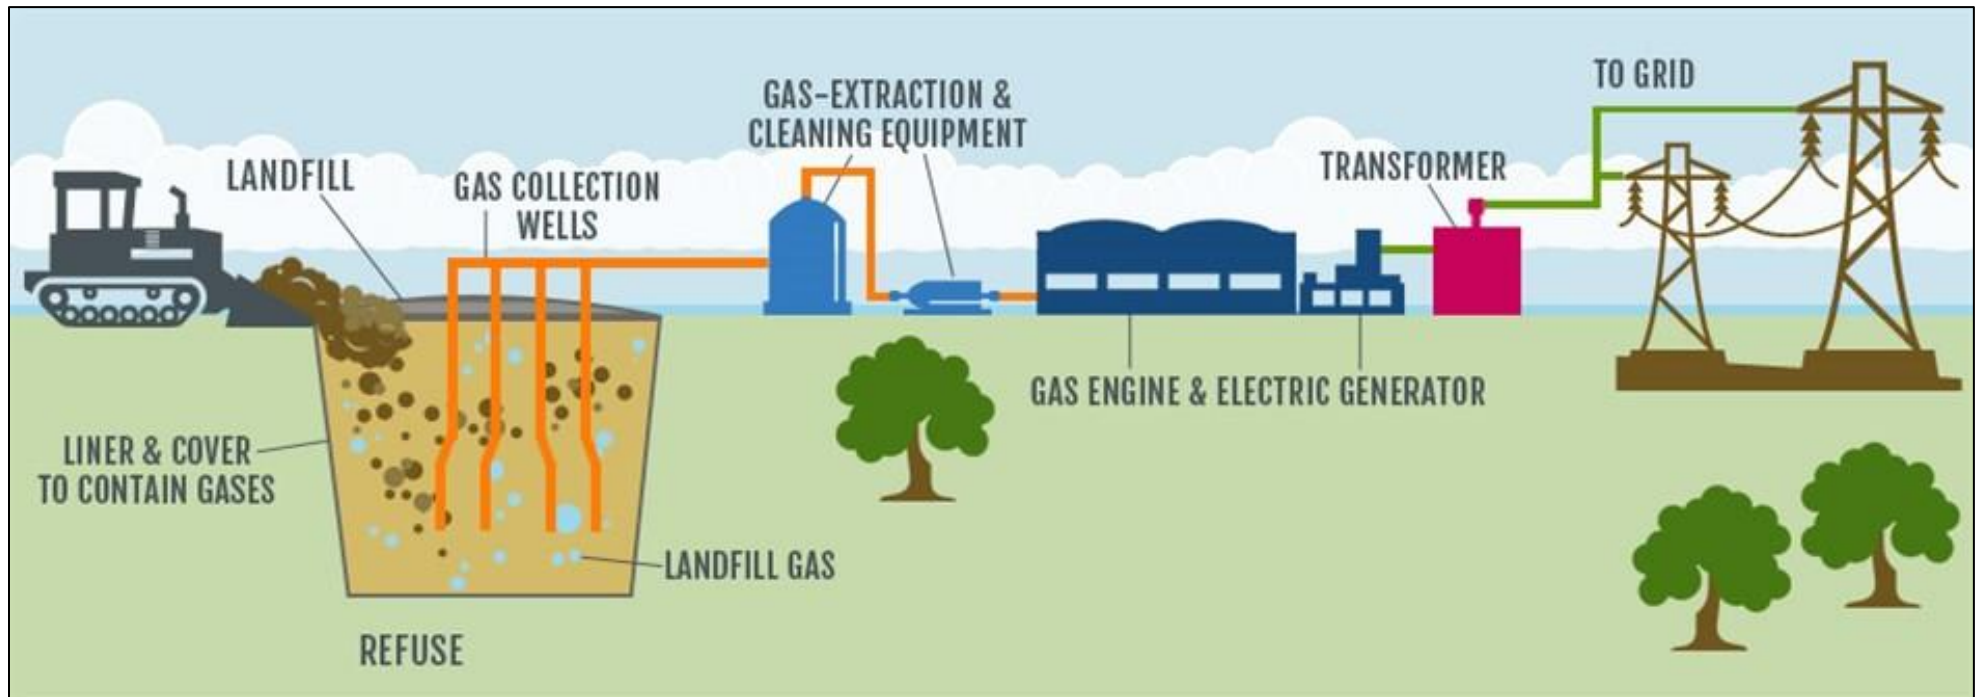 TO GRID
GAS-EXTRACTION &
CLEANING EQUIPMENT
TRANSFORMER
LANDFILL
GAS COLLECTION
WELLS
GAS ENGINE & ELECTRIC GENERATOR
LINER & COVER
TO CONTAIN GASES
LANDFILL GAS
REFUSE